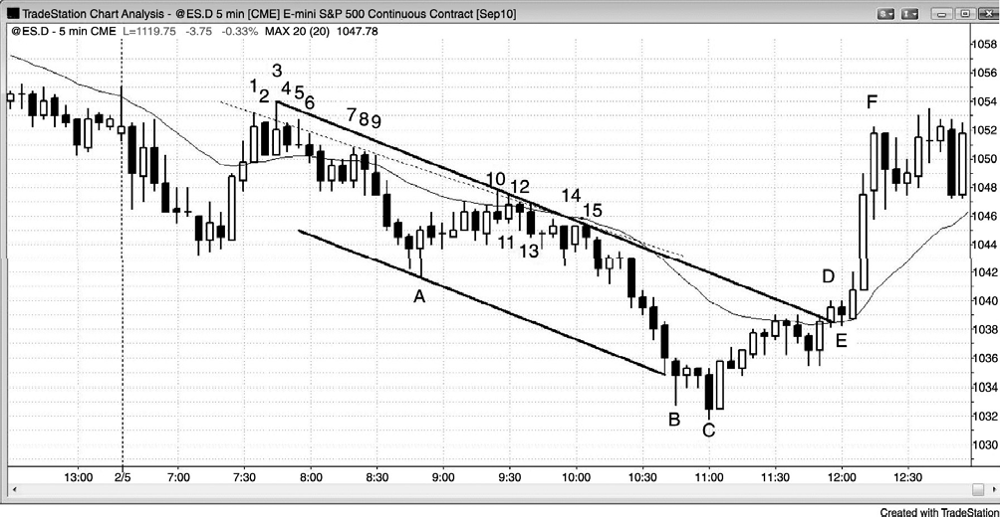 TradeStation Chart Analysis - @ES.D 5 min [CME] E-mini S&P 500 Continuous Contract [Sep10]
@ES.D - 5 min CME L=1119.75 -3.75 -0.33% MAX 20 (20) 1047.78
1058
1056
1054
1052
1050
1048
1046
1044
1042
1040
1038
1036
1034
1032
1030
1 2 3 4 5 6
7 8 9
10 12
11 13
14 15
A
B
C
D
E
F
13:00 2/5 7:00 7:30 8:00 8:30 9:00 9:30 10:00 10:30 11:00 11:30 12:00 12:30
Created with TradeStation